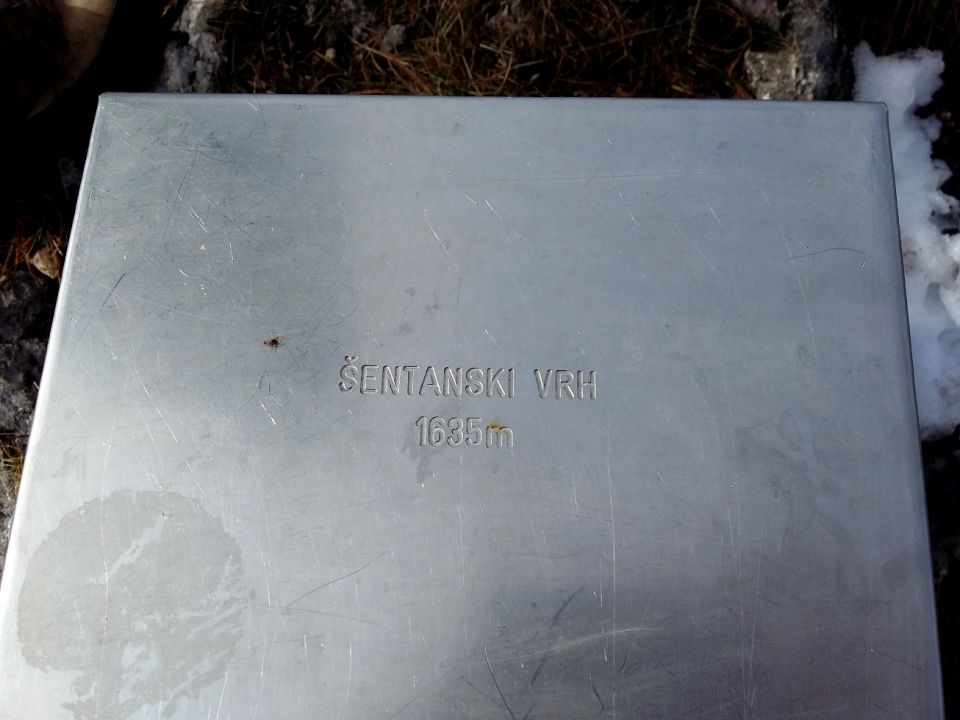 ŠENTANSKI VRH
1635m